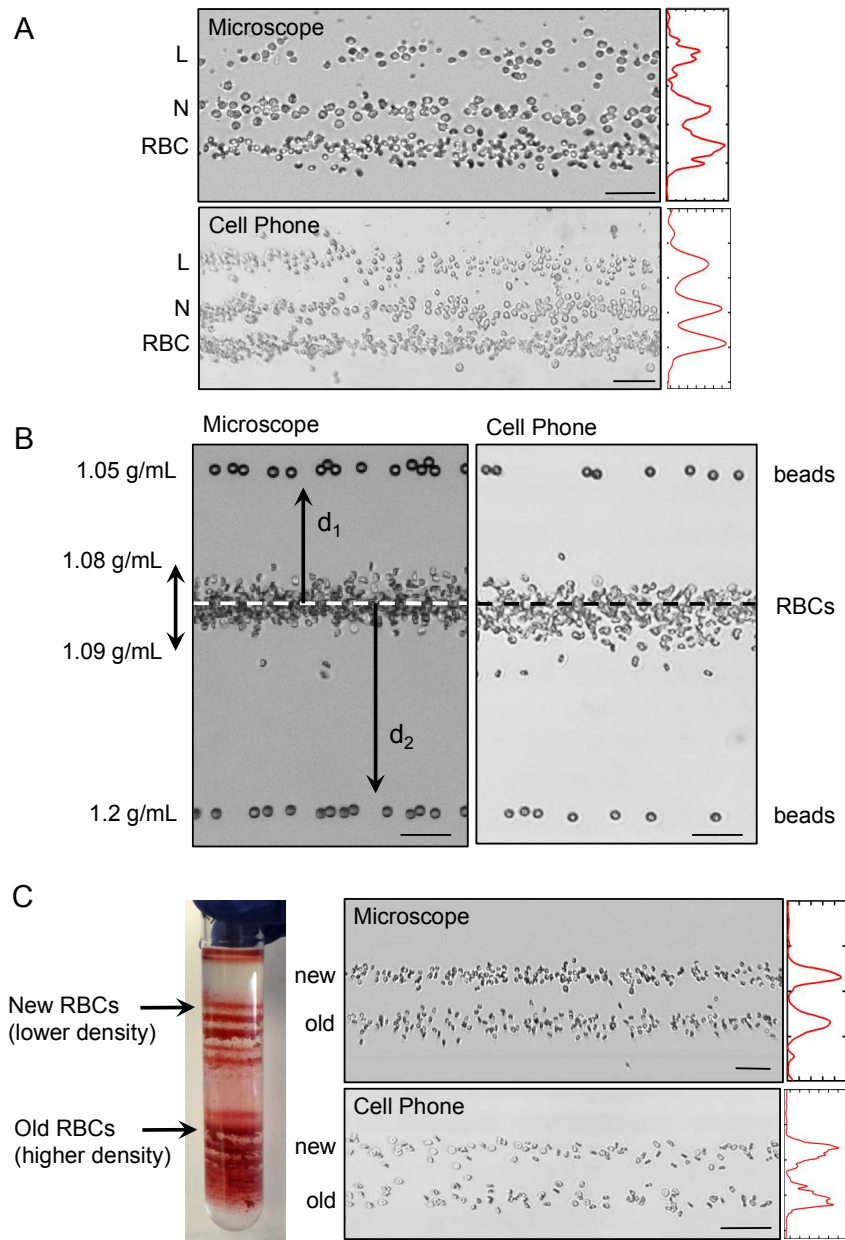 A
Microscope
L
N
RBC
Cell Phone
L
N
RBC
B
Microscope
Cell Phone
1.05 g/mL
beads
d1
1.08 g/mL
RBCs
1.09 g/mL
d2
1.2 g/mL
beads
C
New RBCs
(lower density)
Old RBCs
(higher density)
Microscope
new
old
Cell Phone
new
old